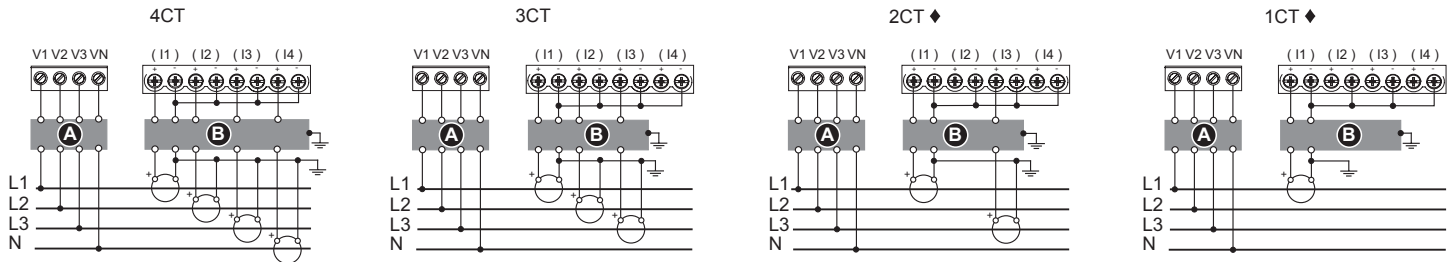 4CT 3CT 2CT ♦ 1CT ♦
V1 V2 V3 VN ( I1 ) ( I2 ) ( I3 ) ( I4 ) V1 V2 V3 VN ( I1 ) ( I2 ) ( I3 ) ( I4 ) V1 V2 V3 VN ( I1 ) ( I2 ) ( I3 ) ( I4 ) V1 V2 V3 VN ( I1 ) ( I2 ) ( I3 ) ( I4 )
+ - + - + - + - + - + - + - + - + - + - + - + - + - + - + - + -
A B A B A B A B
L1 + L1 + L1 + L1 +
L2 + L2 + L2 L2
L3 + L3 + L3 + L3
N + N N N